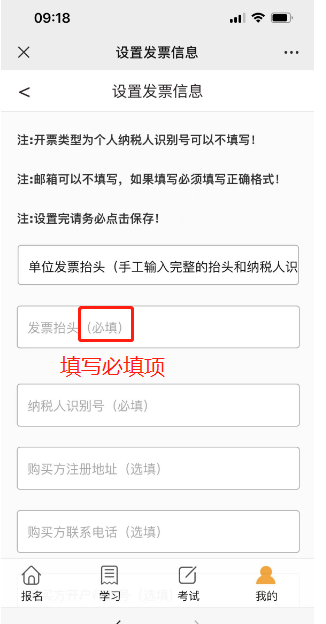 09:18
设置发票信息
设置发票信息
注:开票类型为个人纳税人识别号可以不填写！
注:邮箱可以不填写，如果填写必须填写正确格式！
注:设置完请务必点击保存！
单位发票抬头（手工输入完整的抬头和纳税人识
发票抬头（必填）
填写必填项
纳税人识别号（必填）
购买方注册地址（选填）
购买方联系电话（选填）
报名
学习
考试
我的